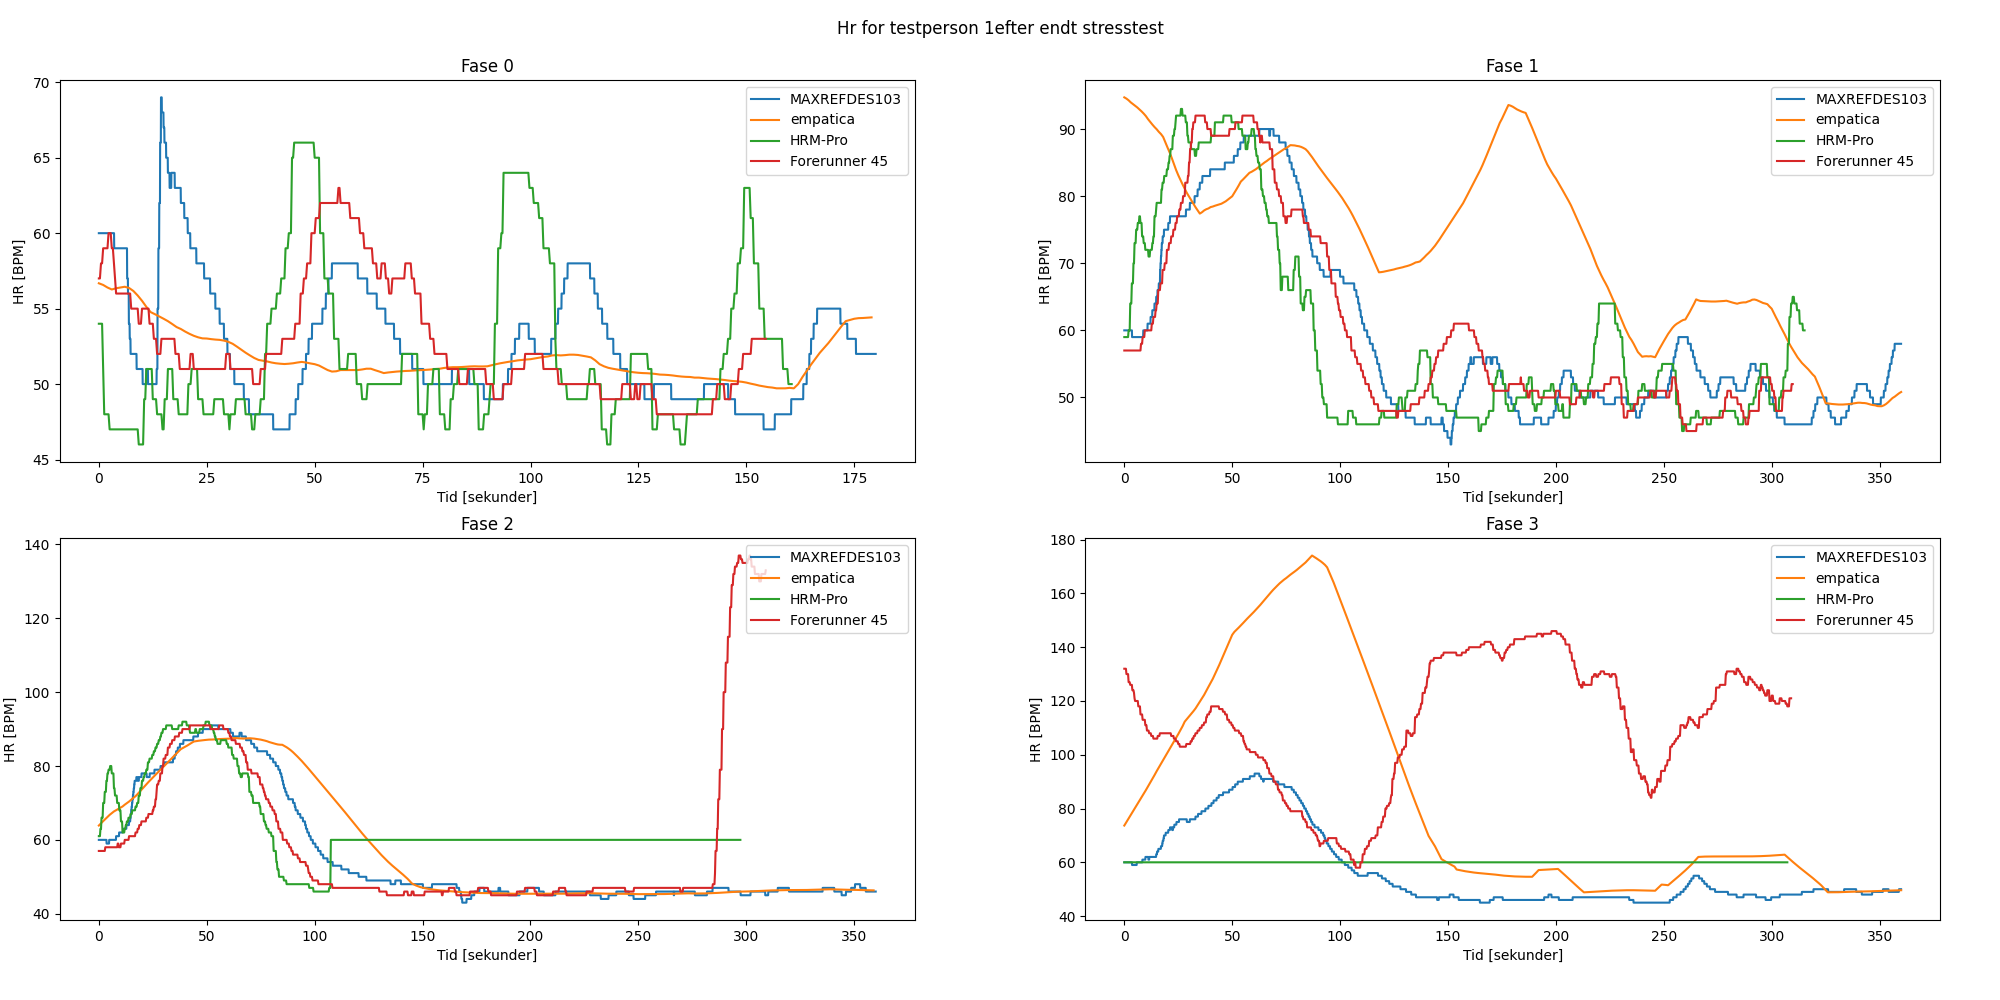 Hr for testperson 1efter endt stresstest
Fase 0
70
65
60
55
50
45
HR [BPM]
0 25 50 75 100 125 150 175
Tid [sekunder]
MAXREFDES103
empatica
HRM-Pro
Forerunner 45
Fase 1
90
80
70
60
50
HR [BPM]
0 50 100 150 200 250 300 350
Tid [sekunder]
MAXREFDES103
empatica
HRM-Pro
Forerunner 45
Fase 2
140
120
100
80
60
40
HR [BPM]
0 50 100 150 200 250 300 350
Tid [sekunder]
MAXREFDES103
empatica
HRM-Pro
Forerunner 45
Fase 3
180
160
140
120
100
80
60
40
HR [BPM]
0 50 100 150 200 250 300 350
Tid [sekunder]
MAXREFDES103
empatica
HRM-Pro
Forerunner 45